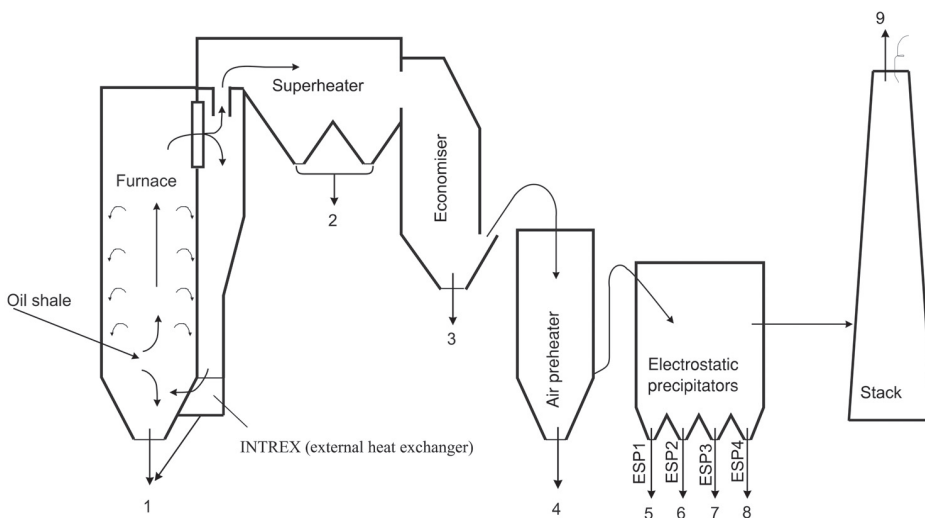 9
Superheater
Furnace
Economiser
2
Oil shale
3
Air preheater
Electrostatic
precipitators
Stack
INTREX (external heat exchanger)
ESP1
ESP2
ESP3
ESP4
1
4
5
6
7
8